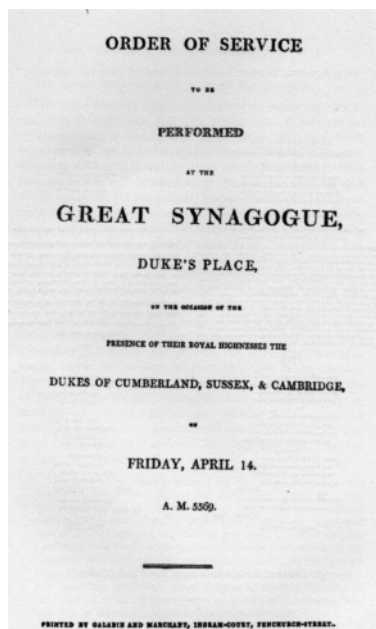 ORDER OF SERVICE
TO BE
PERFORMED
AT THE
GREAT SYNAGOGUE,
DUKE'S PLACE,
ON THE OCCASION OF THE
PRESENCE OF THEIR ROYAL HIGHNESSES THE
DUKES OF CUMBERLAND, SUSSEX, & CAMBRIDGE,
ON
FRIDAY, APRIL 14.
A. M. 5569.
PRINTED BY GALABIN AND MARCHANT, INGRAM-COURT, FENCHURCH-STREET.